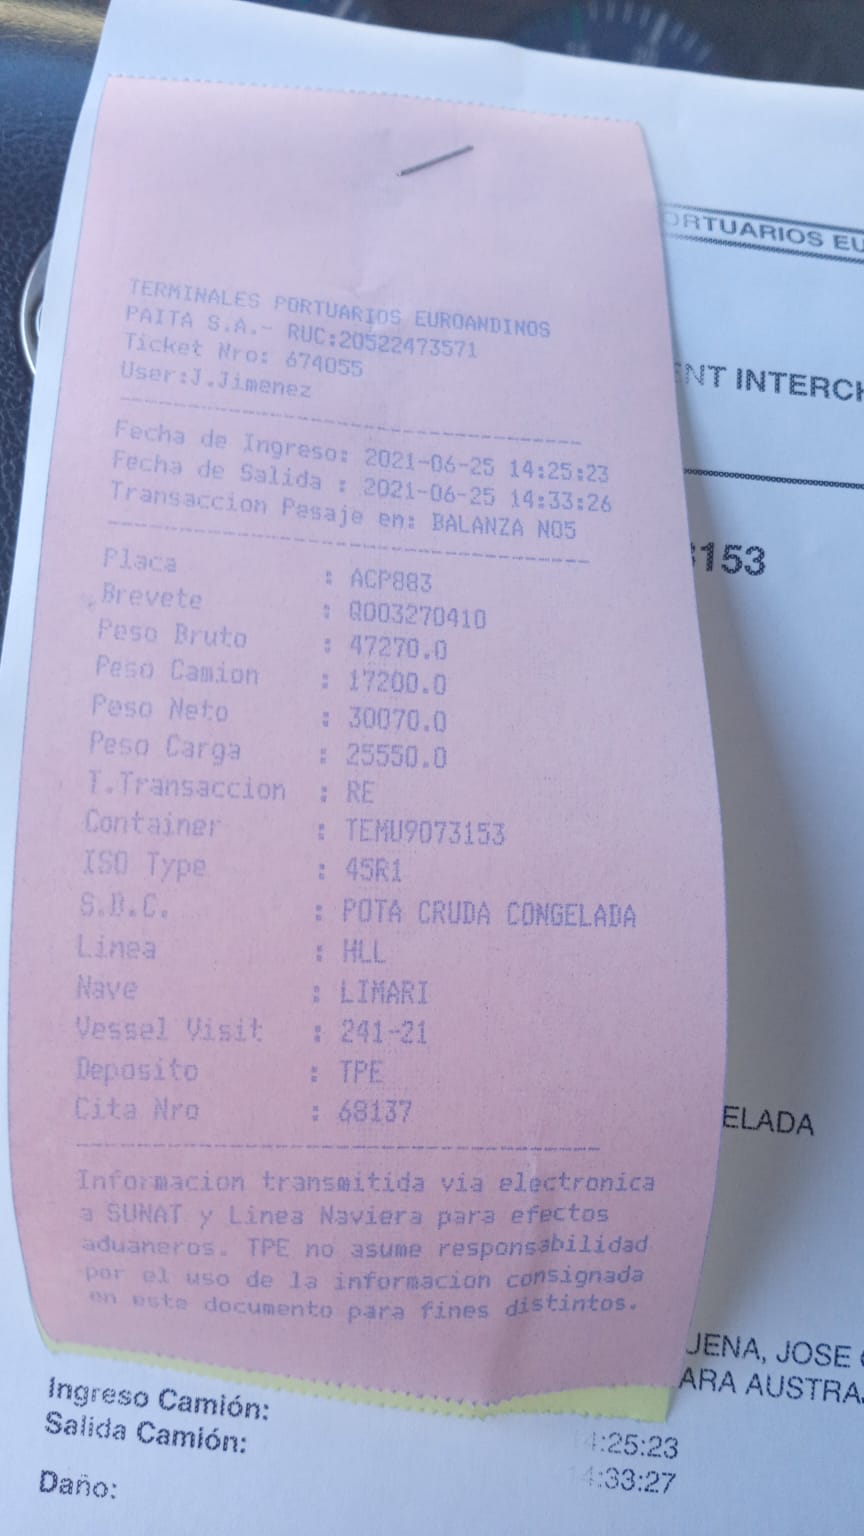 TERMINALES PORTUARIOS EUROANDINOS
PAITA S.A.- RUC:20522473571
Ticket Nro: 674055
User:J.Jimenez
Fecha de Ingreso: 2021-06-25 14:25:23
Fecha de Salida : 2021-06-25 14:33:26
Transaccion Pesaje en: BALANZA NO5
Placa : ACP883
Brevete : Q003270410
Peso Bruto : 47270.0
Peso Camion : 17200.0
Peso Neto : 30070.0
Peso Carga : 25550.0
T.Transaccion : RE
Container : TEMU9073153
ISO Type : 45R1
S.D.C. : POTA CRUDA CONGELADA
Linea : HLL
Nave : LIMARI
Vessel Visit : 241-21
Deposito : TPE
Cita Nro : 68137
Informacion transmitida via electronica
a SUNAT y Linea Naviera para efectos
aduaneros. TPE no asume responsabilidad
por el uso de la informacion consignada
en este documento para fines distintos.
ORTUARIOS EU
ENT INTERCH
3153
ELADA
UENA, JOSE
ARA AUSTRA
Ingreso Camión: 14:25:23
Salida Camión: 14:33:27
Daño: